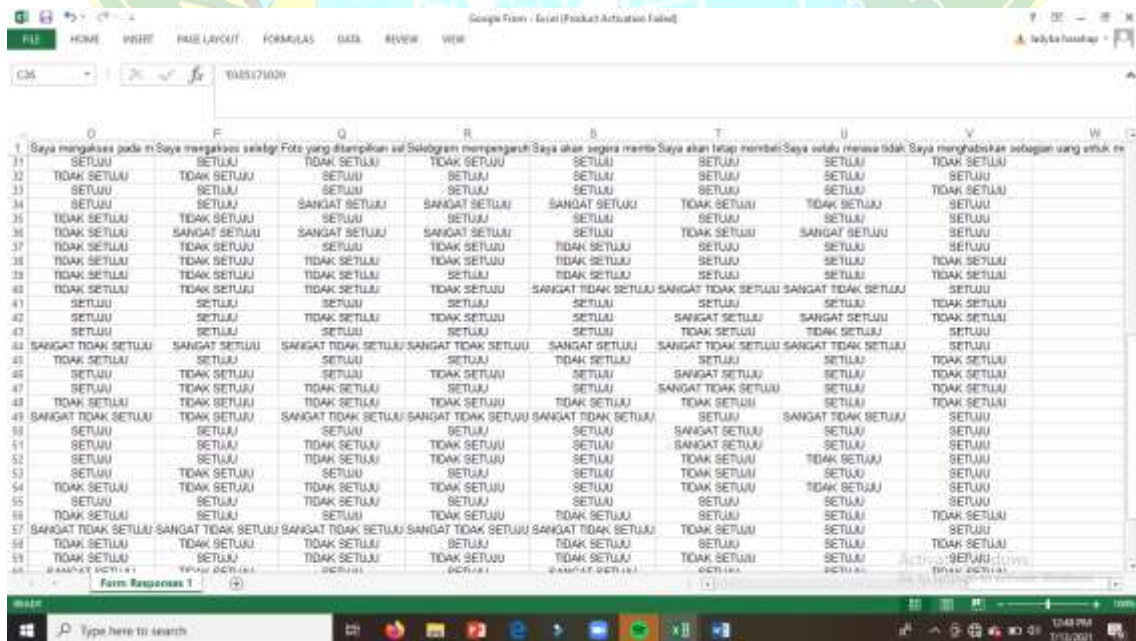 Google Form - Excel (Product Activation Failed)
FILE HOME INSERT PAGE LAYOUT FORMULAS DATA REVIEW VIEW
C26
O P Q R S T U V W
1 Saya mengakses pada m Saya mengakses selebgr Foto yang ditampilkan sel Selebgram mempengaruh Saya akan segera membe Saya akan tetap membeli Saya selalu merasa tidak Saya menghabiskan sebagian uang untuk me
31 SETUJU SETUJU TIDAK SETUJU TIDAK SETUJU SETUJU SETUJU SETUJU TIDAK SETUJU
32 TIDAK SETUJU TIDAK SETUJU SETUJU SETUJU SETUJU SETUJU SETUJU SETUJU
33 SETUJU SETUJU SETUJU SETUJU SETUJU SETUJU SETUJU TIDAK SETUJU
34 SETUJU SETUJU SANGAT SETUJU SANGAT SETUJU SANGAT SETUJU TIDAK SETUJU TIDAK SETUJU SETUJU
35 TIDAK SETUJU TIDAK SETUJU SETUJU SETUJU SETUJU SETUJU SETUJU SETUJU
36 TIDAK SETUJU SANGAT SETUJU SANGAT SETUJU SANGAT SETUJU SETUJU TIDAK SETUJU SANGAT SETUJU SETUJU
37 TIDAK SETUJU TIDAK SETUJU SETUJU TIDAK SETUJU TIDAK SETUJU SETUJU SETUJU SETUJU
38 TIDAK SETUJU TIDAK SETUJU TIDAK SETUJU TIDAK SETUJU TIDAK SETUJU SETUJU SETUJU TIDAK SETUJU
39 TIDAK SETUJU TIDAK SETUJU TIDAK SETUJU SETUJU TIDAK SETUJU SETUJU SETUJU TIDAK SETUJU
40 TIDAK SETUJU TIDAK SETUJU TIDAK SETUJU TIDAK SETUJU SANGAT TIDAK SETUJU SANGAT TIDAK SETUJU SANGAT TIDAK SETUJU SETUJU
41 SETUJU SETUJU SETUJU SETUJU SETUJU SETUJU SETUJU TIDAK SETUJU
42 SETUJU SETUJU TIDAK SETUJU TIDAK SETUJU SETUJU SANGAT SETUJU SANGAT SETUJU TIDAK SETUJU
43 SETUJU SETUJU SETUJU SETUJU SETUJU TIDAK SETUJU TIDAK SETUJU SETUJU
44 SANGAT TIDAK SETUJU SANGAT SETUJU SANGAT TIDAK SETUJU SANGAT TIDAK SETUJU SANGAT SETUJU SANGAT TIDAK SETUJU SANGAT TIDAK SETUJU SETUJU
45 TIDAK SETUJU SETUJU SETUJU SETUJU TIDAK SETUJU SETUJU SETUJU TIDAK SETUJU
46 SETUJU TIDAK SETUJU SETUJU TIDAK SETUJU SETUJU SANGAT SETUJU SETUJU TIDAK SETUJU
47 SETUJU TIDAK SETUJU TIDAK SETUJU SETUJU SETUJU SANGAT TIDAK SETUJU SETUJU TIDAK SETUJU
48 TIDAK SETUJU TIDAK SETUJU TIDAK SETUJU TIDAK SETUJU TIDAK SETUJU TIDAK SETUJU SETUJU TIDAK SETUJU
49 SANGAT TIDAK SETUJU TIDAK SETUJU SANGAT TIDAK SETUJU SANGAT TIDAK SETUJU SANGAT TIDAK SETUJU SETUJU SANGAT TIDAK SETUJU SETUJU
50 SETUJU SETUJU SETUJU SETUJU SETUJU SANGAT SETUJU SETUJU SETUJU
51 SETUJU SETUJU TIDAK SETUJU TIDAK SETUJU SETUJU SANGAT SETUJU SETUJU SETUJU
52 SETUJU SETUJU TIDAK SETUJU TIDAK SETUJU SETUJU TIDAK SETUJU TIDAK SETUJU SETUJU
53 SETUJU TIDAK SETUJU SETUJU SETUJU SETUJU TIDAK SETUJU SETUJU SETUJU
54 TIDAK SETUJU TIDAK SETUJU TIDAK SETUJU SETUJU SETUJU TIDAK SETUJU TIDAK SETUJU SETUJU
55 SETUJU SETUJU TIDAK SETUJU SETUJU SETUJU SETUJU SETUJU SETUJU
56 TIDAK SETUJU SETUJU SETUJU TIDAK SETUJU TIDAK SETUJU SETUJU SETUJU TIDAK SETUJU
57 SANGAT TIDAK SETUJU SANGAT TIDAK SETUJU SANGAT TIDAK SETUJU SANGAT TIDAK SETUJU SANGAT TIDAK SETUJU TIDAK SETUJU SETUJU SETUJU
58 TIDAK SETUJU TIDAK SETUJU TIDAK SETUJU SETUJU TIDAK SETUJU SETUJU SETUJU TIDAK SETUJU
59 TIDAK SETUJU SETUJU TIDAK SETUJU TIDAK SETUJU TIDAK SETUJU TIDAK SETUJU SETUJU SETUJU
Form Responses 1
READY 100%
Type here to search
12:48 PM
7/13/2021